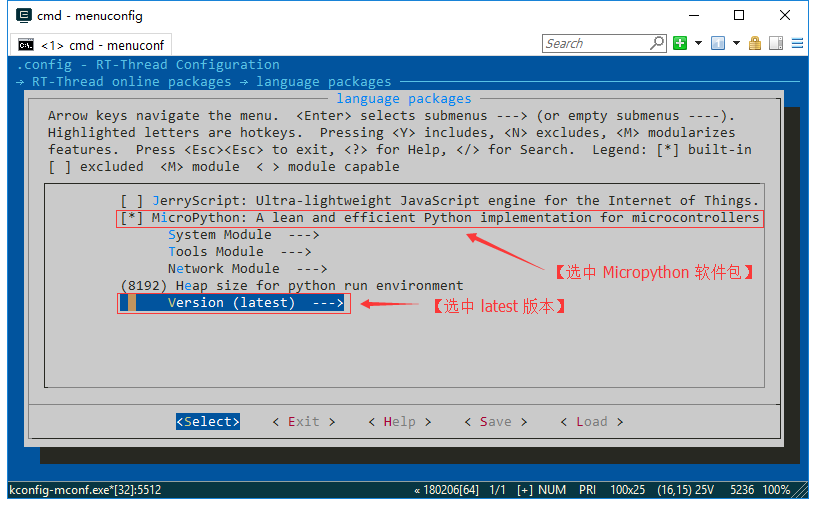 cmd - menuconfig
<1> cmd - menuconf
Search
.config - RT-Thread Configuration
→ RT-Thread online packages → language packages
language packages
Arrow keys navigate the menu. <Enter> selects submenus ---> (or empty submenus ----).
Highlighted letters are hotkeys. Pressing <Y> includes, <N> excludes, <M> modularizes
features. Press <Esc><Esc> to exit, <?> for Help, </> for Search. Legend: [*] built-in
[ ] excluded <M> module < > module capable
[ ] JerryScript: Ultra-lightweight JavaScript engine for the Internet of Things.
[*] MicroPython: A lean and efficient Python implementation for microcontrollers
System Module --->
Tools Module --->
Network Module --->
【选中 Micropython 软件包】
(8192) Heap size for python run environment
Version (latest) --->
【选中 latest 版本】
<Select> < Exit > < Help > < Save > < Load >
kconfig-mconf.exe*[32]:5512 « 180206[64] 1/1 [+] NUM PRI 100x25 (16,15) 25V 5236 100%